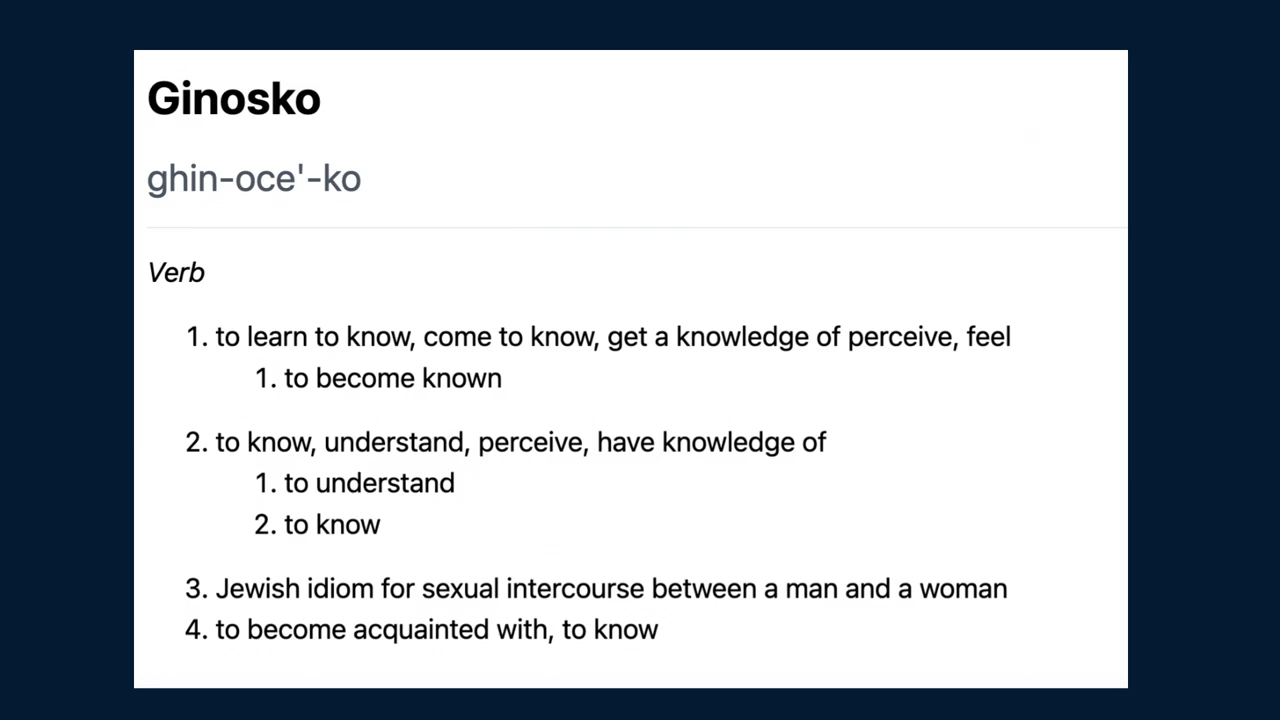 Ginosko
ghin-oce'-ko
Verb
1. to learn to know, come to know, get a knowledge of perceive, feel
1. to become known
2. to know, understand, perceive, have knowledge of
1. to understand
2. to know
3. Jewish idiom for sexual intercourse between a man and a woman
4. to become acquainted with, to know